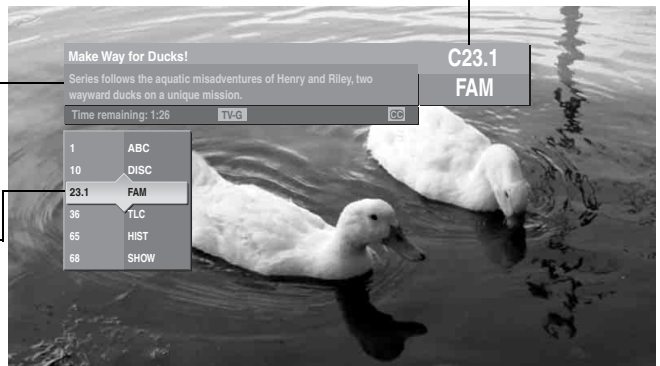 Make Way for Ducks!
C23.1
FAM
Series follows the aquatic misadventures of Henry and Riley, two
wayward ducks on a unique mission.
Time remaining: 1:26 TV-G CC
1 ABC
10 DISC
23.1 FAM
36 TLC
65 HIST
68 SHOW